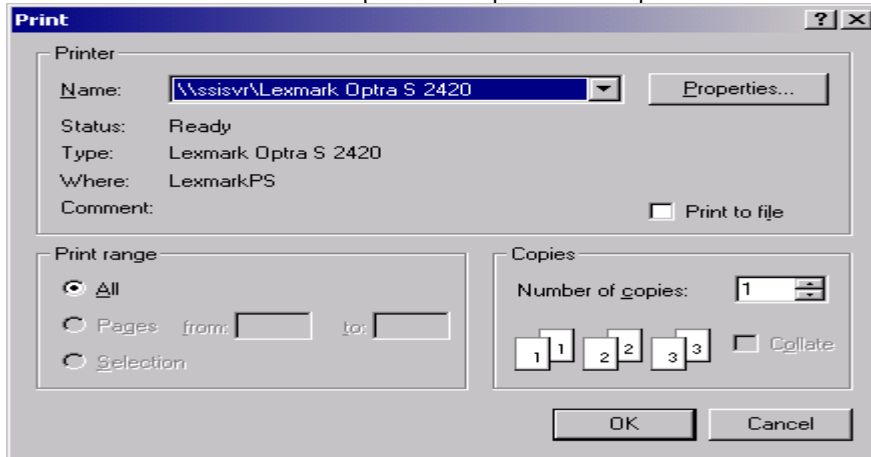 Print
Printer
Name: \\ssisvr\Lexmark Optra S 2420 Properties...
Status: Ready
Type: Lexmark Optra S 2420
Where: LexmarkPS
Comment: Print to file
Print range
All
Pages from: to:
Selection
Copies
Number of copies: 1
1 1 2 2 3 3 Collate
OK Cancel